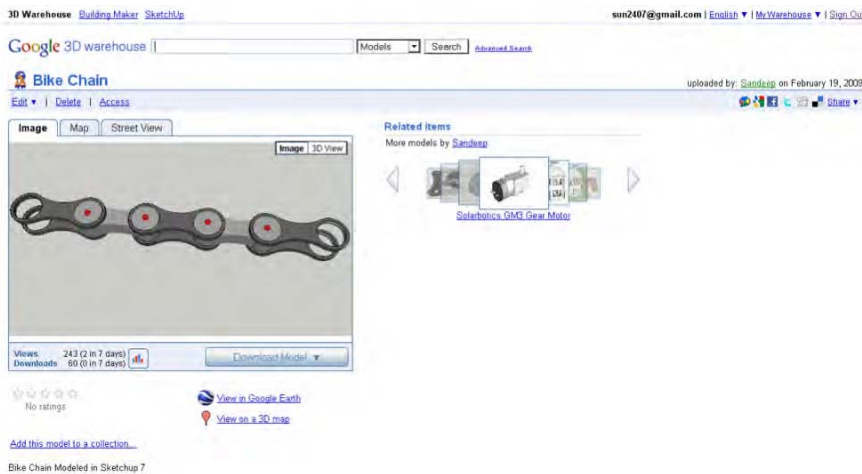 3D Warehouse Building Maker SketchUp
sun2407@gmail.com | English ▼ | My Warehouse ▼ | Sign Ou
Google 3D warehouse Models Search Advanced Search
Bike Chain
uploaded by: Sandeep on February 19, 2009
Edit ▼ | Delete | Access
Share ▼
Image Map Street View
Image 3D View
Related items
More models by Sandeep
Solarbotics GM3 Gear Motor
Views 243 (2 in 7 days)
Downloads 60 (0 in 7 days)
Download Model ▼
No ratings
View in Google Earth
View on a 3D map
Add this model to a collection...
Bike Chain Modeled in Sketchup 7